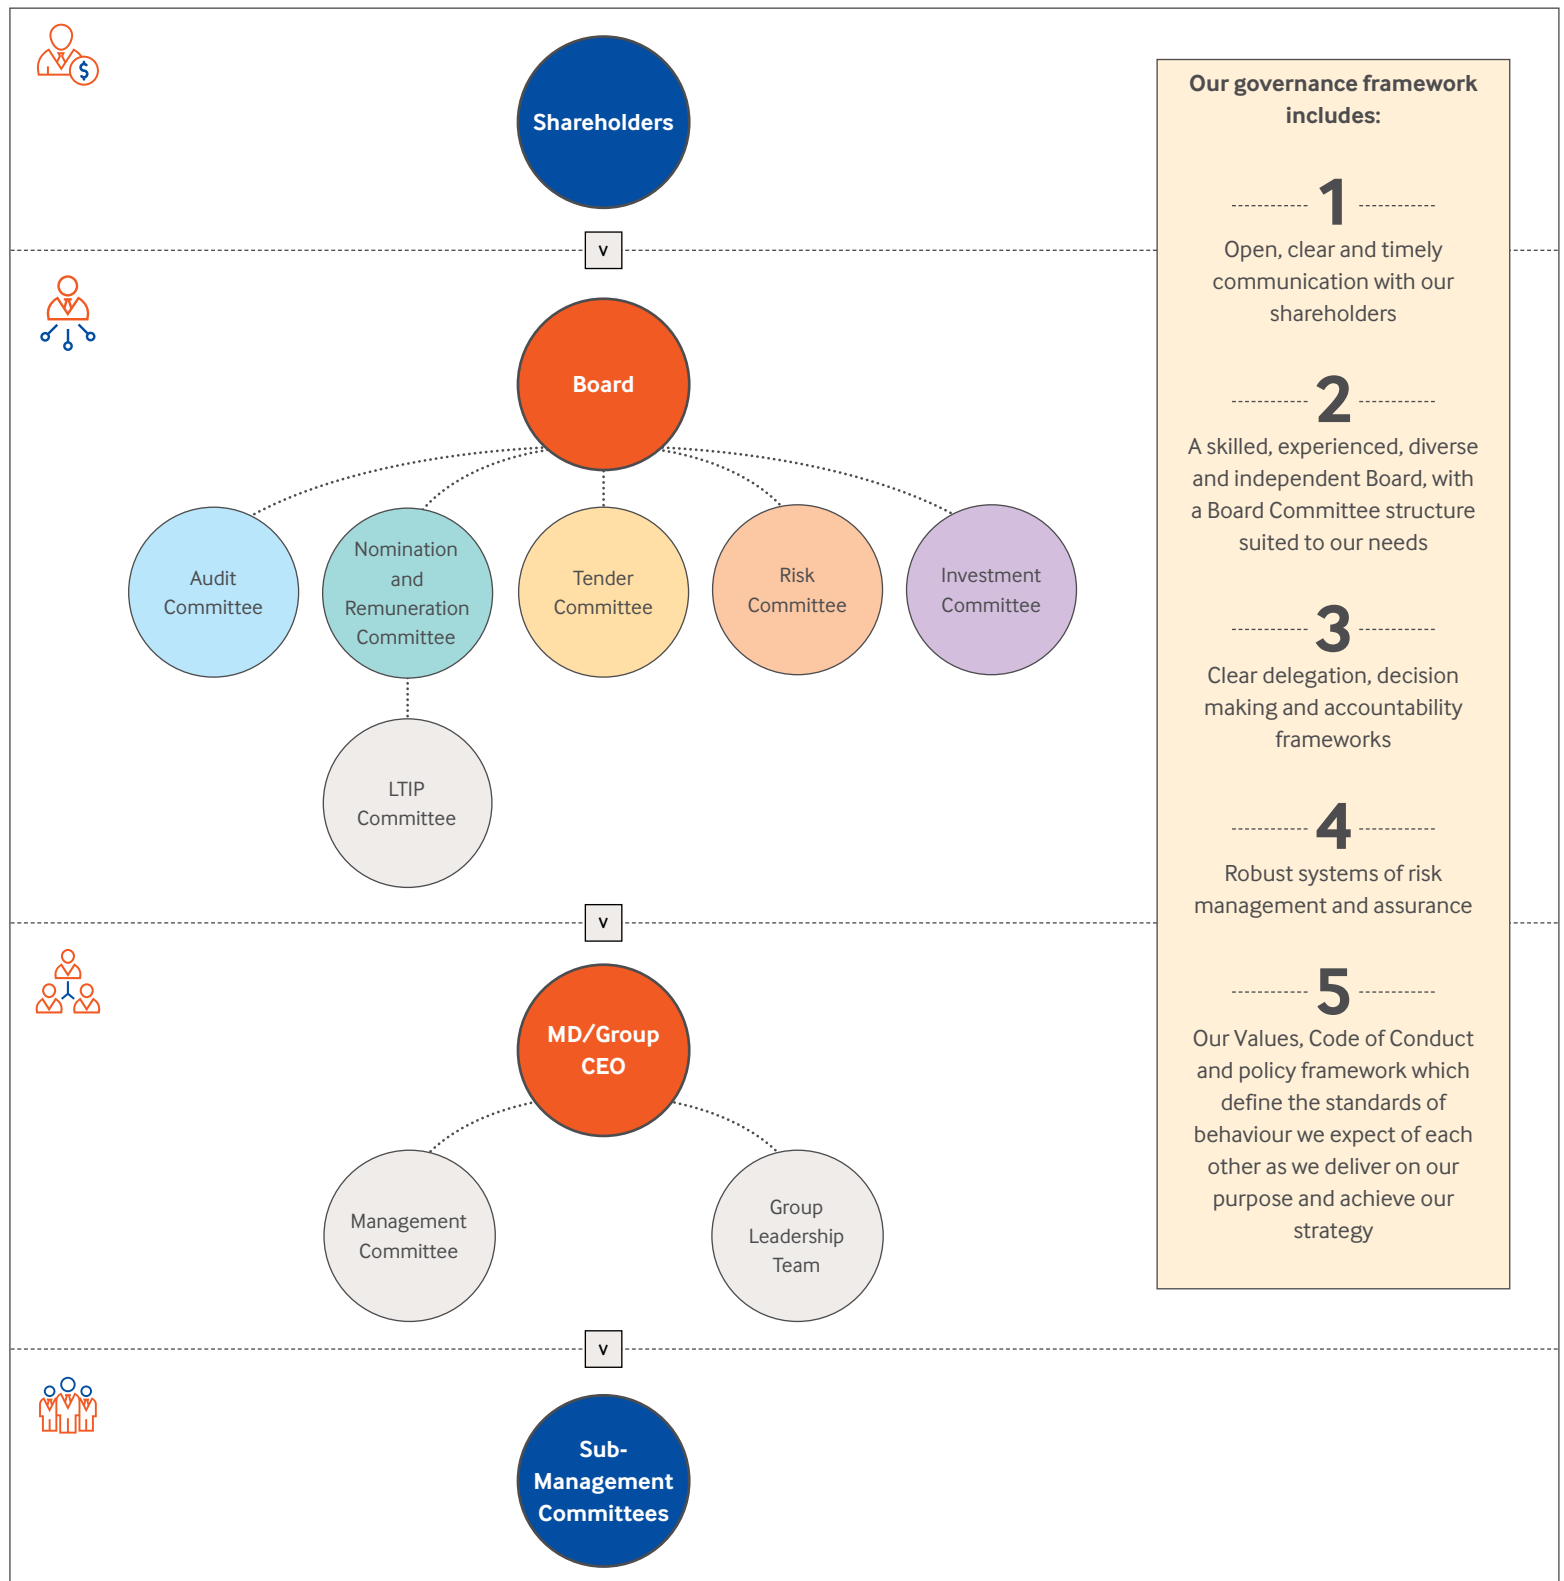 Shareholders
v
Board
Audit
Committee
Nomination
and
Remuneration
Committee
Tender
Committee
Risk
Committee
Investment
Committee
LTIP
Committee
v
MD/Group
CEO
Management
Committee
Group
Leadership
Team
v
Sub-
Management
Committees
Our governance framework
includes:
1
Open, clear and timely
communication with our
shareholders
2
A skilled, experienced, diverse
and independent Board, with
a Board Committee structure
suited to our needs
3
Clear delegation, decision
making and accountability
frameworks
4
Robust systems of risk
management and assurance
5
Our Values, Code of Conduct
and policy framework which
define the standards of
behaviour we expect of each
other as we deliver on our
purpose and achieve our
strategy
$